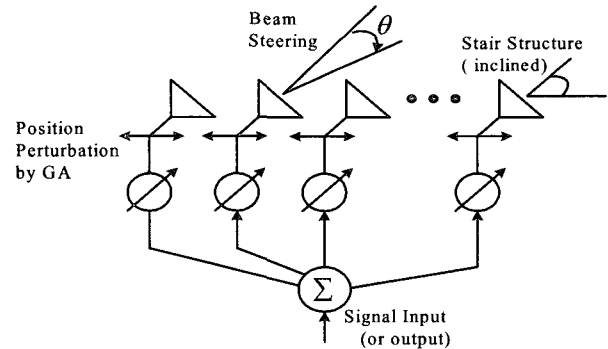 Beam
Steering
θ
Stair Structure
( inclined)
Position
Perturbation
by GA
Σ
Signal Input
(or output)